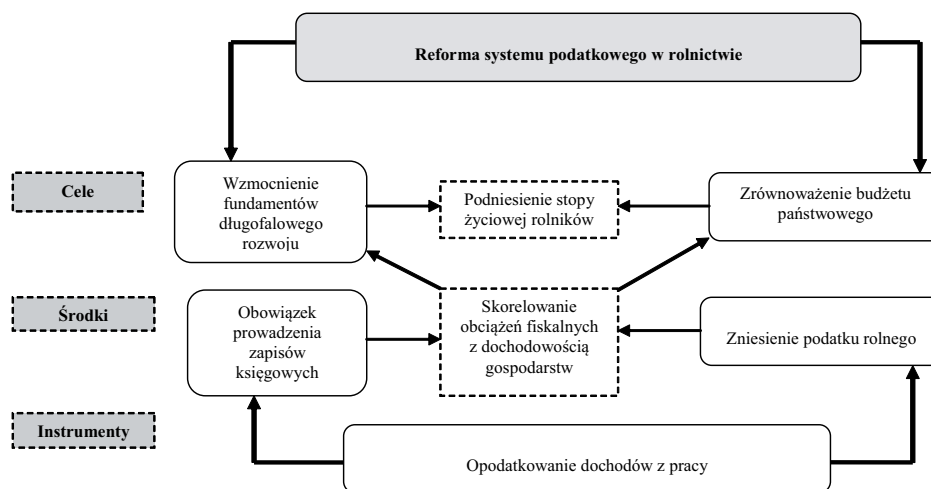 Reforma systemu podatkowego w rolnictwie
Cele
Wzmocnienie
fundamentów
długofalowego
rozwoju
Podniesienie stopy
życiowej rolników
Zrównoważenie budżetu
państwowego
Środki
Obowiązek
prowadzenia
zapisów
księgowych
Skorelowanie
obciążeń fiskalnych
z dochodowością
gospodarstw
Zniesienie podatku rolnego
Instrumenty
Opodatkowanie dochodów z pracy